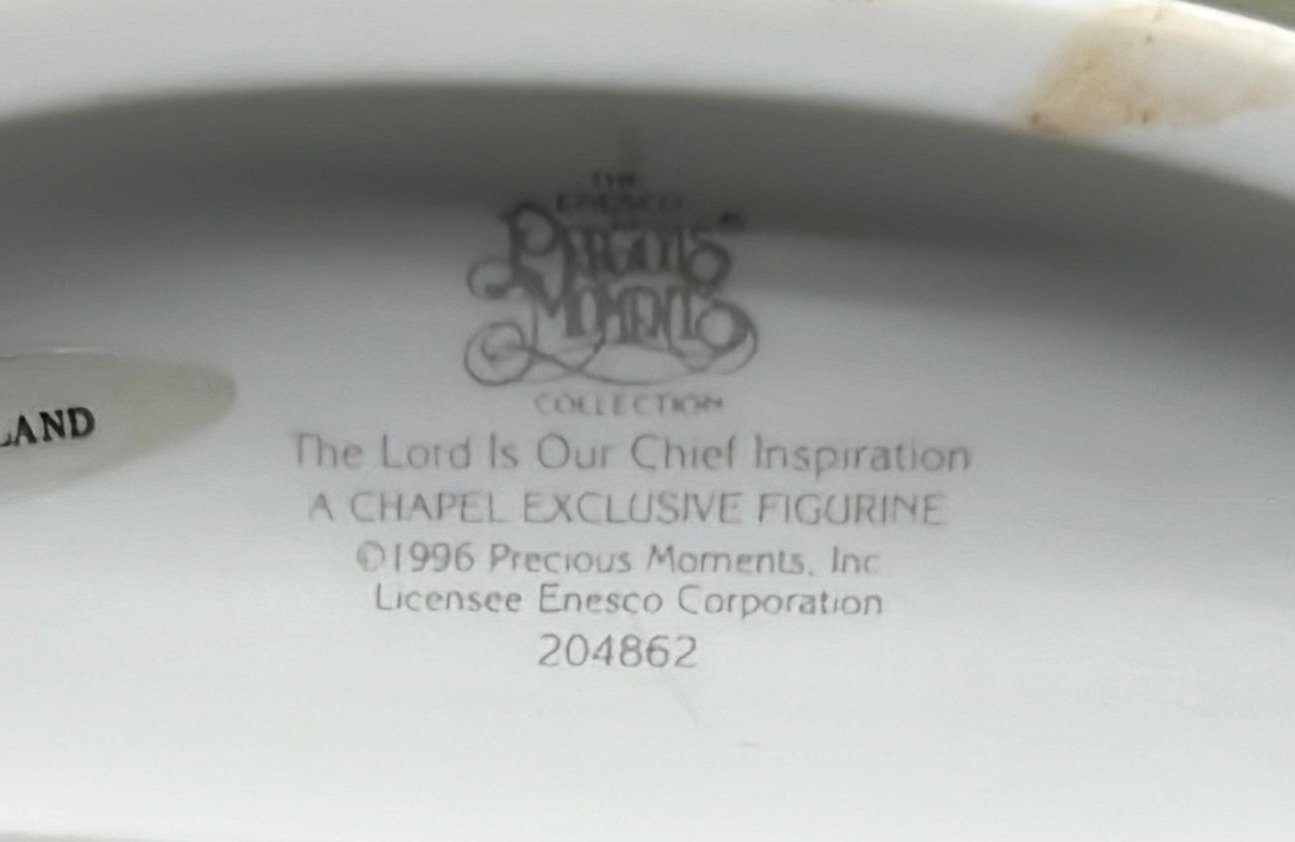 THE
ENESCO
PRECIOUS®
MOMENTS
COLLECTION
LAND
The Lord Is Our Chief Inspiration
A CHAPEL EXCLUSIVE FIGURINE
©1996 Precious Moments, Inc
Licensee Enesco Corporation
204862